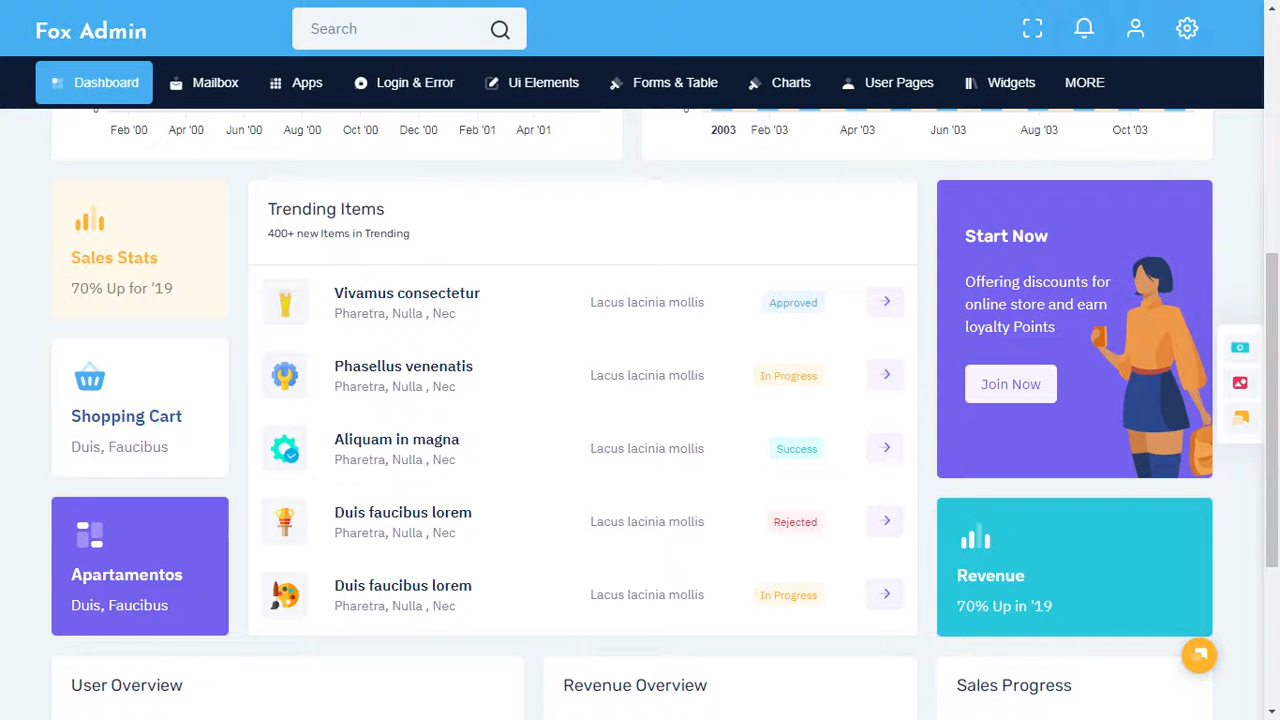 Fox Admin
Search
Dashboard
Mailbox
Apps
Login & Error
Ui Elements
Forms & Table
Charts
User Pages
Widgets
MORE
Feb '00 Apr '00 Jun '00 Aug '00 Oct '00 Dec '00 Feb '01 Apr '01
2003 Feb '03 Apr '03 Jun '03 Aug '03 Oct '03
Sales Stats
70% Up for '19
Shopping Cart
Duis, Faucibus
Apartamentos
Duis, Faucibus
Trending Items
400+ new Items in Trending
Vivamus consectetur
Pharetra, Nulla , Nec
Lacus lacinia mollis
Approved
Phasellus venenatis
Pharetra, Nulla , Nec
Lacus lacinia mollis
In Progress
Aliquam in magna
Pharetra, Nulla , Nec
Lacus lacinia mollis
Success
Duis faucibus lorem
Pharetra, Nulla , Nec
Lacus lacinia mollis
Rejected
Duis faucibus lorem
Pharetra, Nulla , Nec
Lacus lacinia mollis
In Progress
Start Now
Offering discounts for
online store and earn
loyalty Points
Join Now
Revenue
70% Up in '19
User Overview
Revenue Overview
Sales Progress